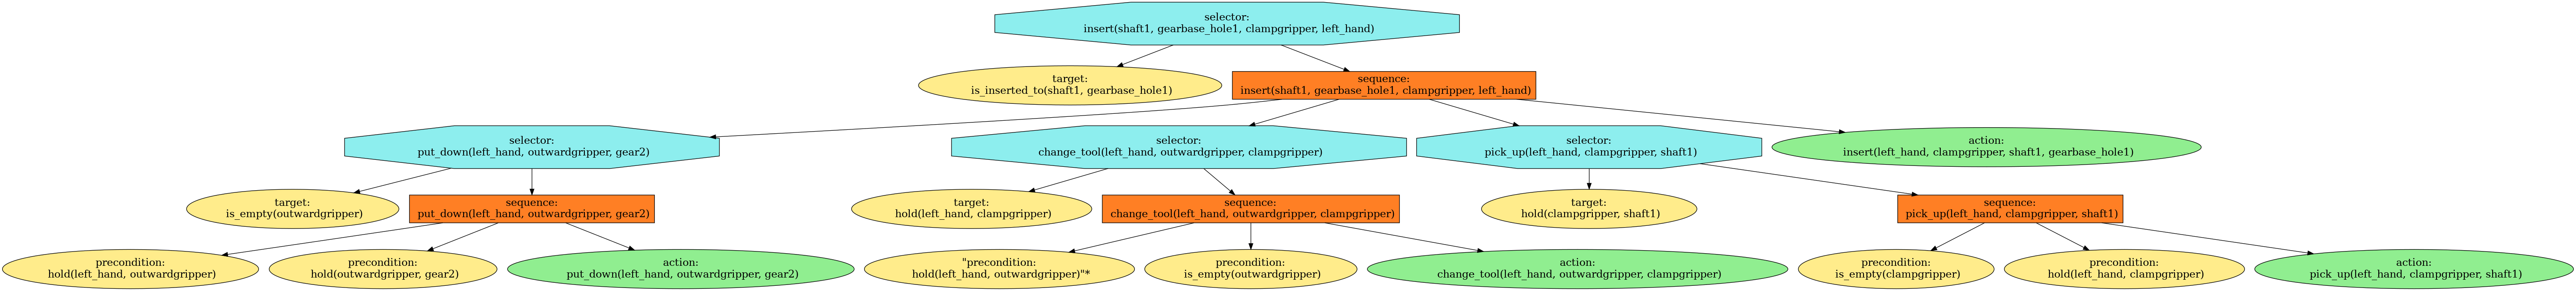 selector:
insert(shaft1, gearbase_hole1, clampgripper, left_hand)
target:
is_inserted_to(shaft1, gearbase_hole1)
sequence:
insert(shaft1, gearbase_hole1, clampgripper, left_hand)
selector:
put_down(left_hand, outwardgripper, gear2)
selector:
change_tool(left_hand, outwardgripper, clampgripper)
selector:
pick_up(left_hand, clampgripper, shaft1)
action:
insert(left_hand, clampgripper, shaft1, gearbase_hole1)
target:
is_empty(outwardgripper)
sequence:
put_down(left_hand, outwardgripper, gear2)
target:
hold(left_hand, clampgripper)
sequence:
change_tool(left_hand, outwardgripper, clampgripper)
target:
hold(clampgripper, shaft1)
sequence:
pick_up(left_hand, clampgripper, shaft1)
precondition:
hold(left_hand, outwardgripper)
precondition:
hold(outwardgripper, gear2)
action:
put_down(left_hand, outwardgripper, gear2)
"precondition:
hold(left_hand, outwardgripper)"*
precondition:
is_empty(outwardgripper)
action:
change_tool(left_hand, outwardgripper, clampgripper)
precondition:
is_empty(clampgripper)
precondition:
hold(left_hand, clampgripper)
action:
pick_up(left_hand, clampgripper, shaft1)